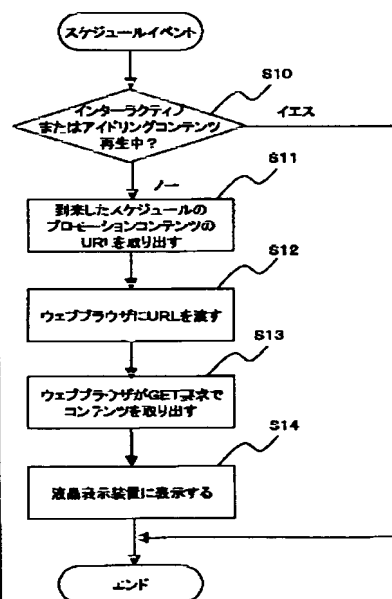 スケジュールイベント
S10
インターラクティブ
またはアイドリングコンテンツ
再生中?
イエス
ノー
S11
到来したスケジュールの
プロモーションコンテンツの
URLを取り出す
S12
ウェブブラウザにURLを渡す
S13
ウェブブラウザがGET要求で
コンテンツを取り出す
S14
液晶表示装置に表示する
エンド